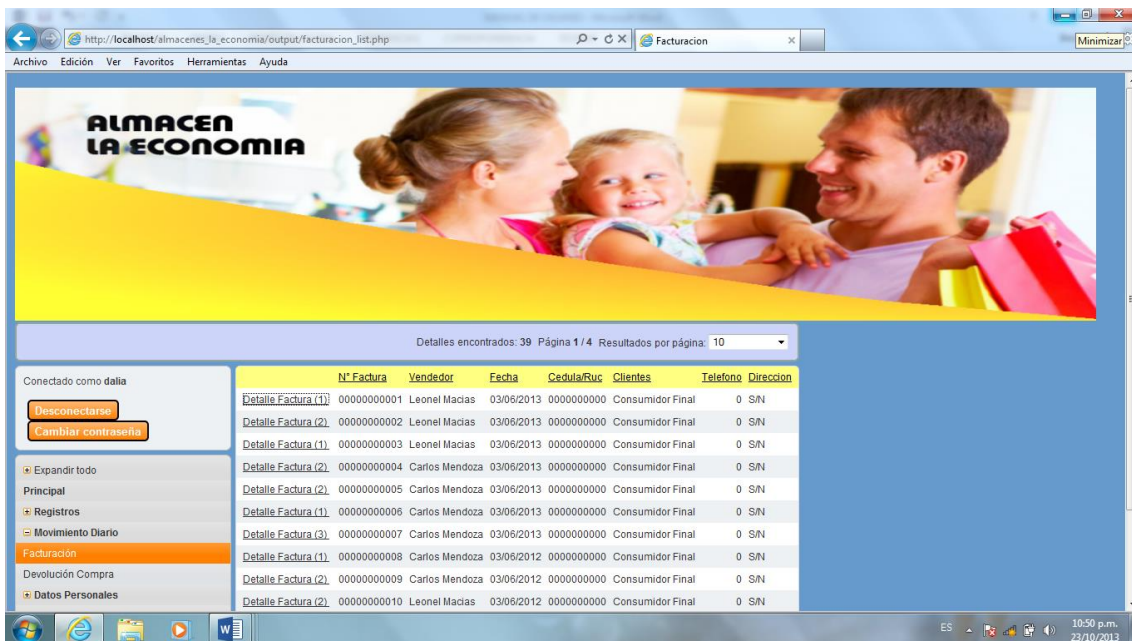 http://localhost/almacenes_la_economia/output/facturacion_list.php
Facturacion
Minimizar
Archivo Edición Ver Favoritos Herramientas Ayuda
ALMACEN
LA ECONOMIA
Detalles encontrados: 39 Página 1 / 4 Resultados por página: 10
Conectado como dalia
Desconectarse
Cambiar contraseña
Expandir todo
Principal
Registros
Movimiento Diario
Facturación
Devolución Compra
Datos Personales
N° Factura Vendedor Fecha Cedula/Ruc Clientes Telefono Direccion
Detalle Factura (1) 00000000001 Leonel Macias 03/06/2013 0000000000 Consumidor Final 0 S/N
Detalle Factura (2) 00000000002 Leonel Macias 03/06/2013 0000000000 Consumidor Final 0 S/N
Detalle Factura (1) 00000000003 Leonel Macias 03/06/2013 0000000000 Consumidor Final 0 S/N
Detalle Factura (2) 00000000004 Carlos Mendoza 03/06/2013 0000000000 Consumidor Final 0 S/N
Detalle Factura (2) 00000000005 Carlos Mendoza 03/06/2013 0000000000 Consumidor Final 0 S/N
Detalle Factura (1) 00000000006 Carlos Mendoza 03/06/2013 0000000000 Consumidor Final 0 S/N
Detalle Factura (3) 00000000007 Carlos Mendoza 03/06/2013 0000000000 Consumidor Final 0 S/N
Detalle Factura (1) 00000000008 Carlos Mendoza 03/06/2012 0000000000 Consumidor Final 0 S/N
Detalle Factura (2) 00000000009 Carlos Mendoza 03/06/2012 0000000000 Consumidor Final 0 S/N
Detalle Factura (2) 00000000010 Leonel Macias 03/06/2012 0000000000 Consumidor Final 0 S/N
ES
10:50 p.m.
23/10/2013